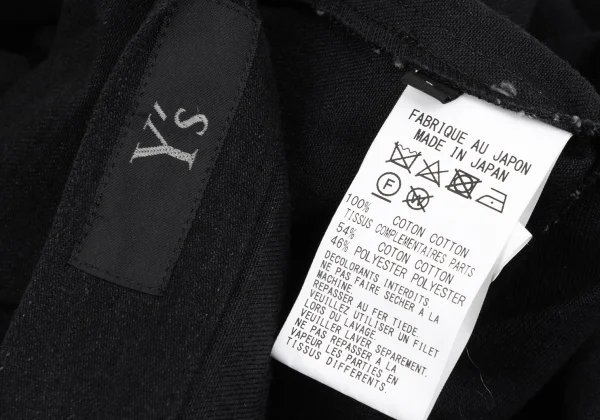 Y's
FABRIQUE AU JAPON
MADE IN JAPAN
F
W
100% COTON COTTON
TISSUS COMPLEMENTAIRES PARTS
54% COTON COTTON
46% POLYESTER POLYESTER
DECOLORANTS INTERDITS.
NE PAS FAIRE SECHER A LA
MACHINE.
REPASSER AU FER TIEDE.
VEUILLEZ UTILISER UN FILET
LORS DU LAVAGE.
VEUILLER LAVER SEPAREMENT.
NE PAS REPASSER A LA
VAPEUR LES PARTIES EN
TISSUS DIFFERENTS.